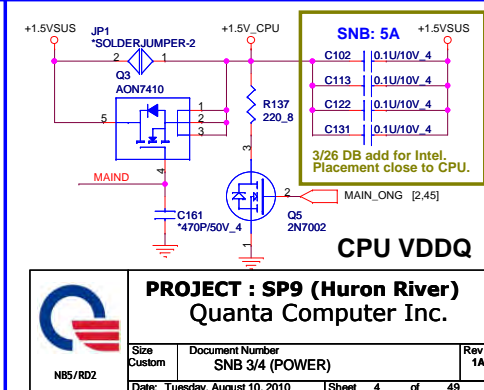 +1.5VSUS
JP1
*SOLDERJUMPER-2
2
1
Q3
AON7410
5
1
2
3
4
MAIND
C161
*470P/50V_4
+1.5V_CPU
R137
220_8
3
2
1
Q5
2N7002
MAIN_ONG [2,45]
SNB: 5A
+1.5VSUS
C102 0.1U/10V_4
C113 0.1U/10V_4
C122 0.1U/10V_4
C131 0.1U/10V_4
3/26 DB add for Intel.
Placement close to CPU.
CPU VDDQ
NB5/RD2
PROJECT : SP9 (Huron River)
Quanta Computer Inc.
Size
Custom
Document Number
SNB 3/4 (POWER)
Rev
1A
Date: Tuesday, August 10, 2010
Sheet 4 of 49